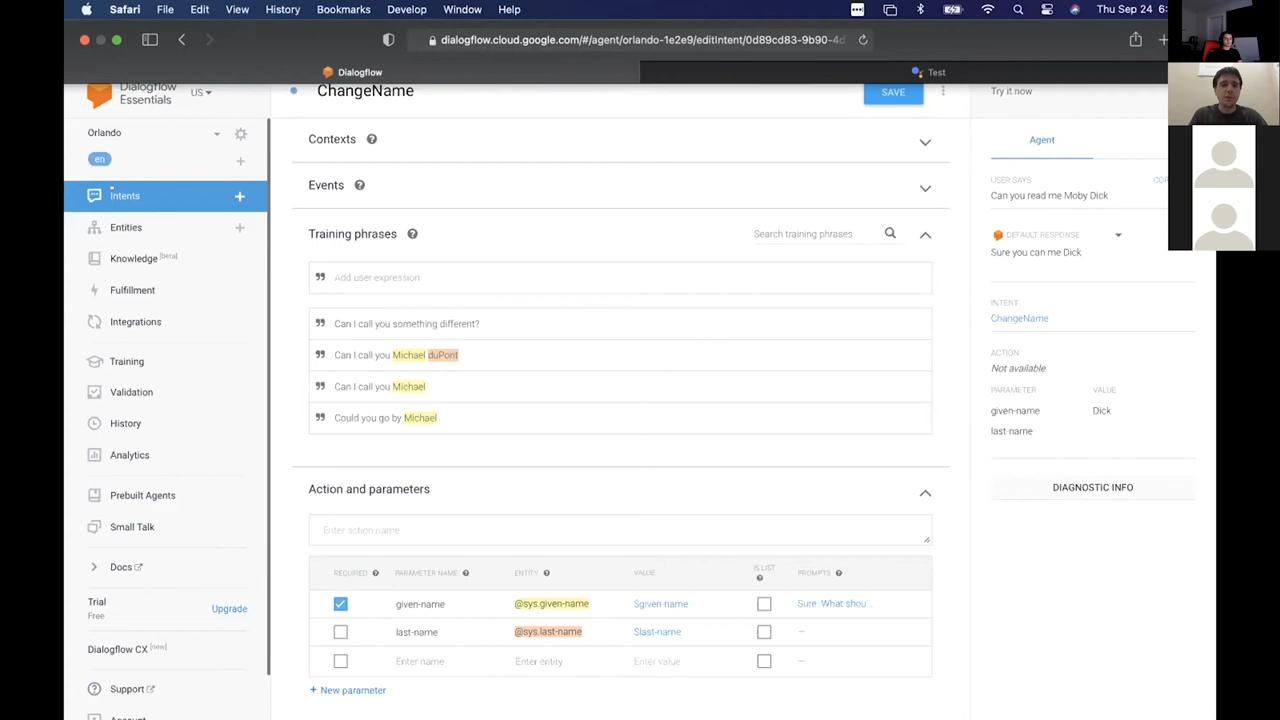 Safari File Edit View History Bookmarks Develop Window Help Thu Sep 24 6:
dialogflow.cloud.google.com/#/agent/orlando-1e2e9/editIntent/0d89cd83-9b90-4d
Dialogflow
Test
Dialogflow
Essentials
US
Orlando
en
Intents
Entities
Knowledge [beta]
Fulfillment
Integrations
Training
Validation
History
Analytics
Prebuilt Agents
Small Talk
Docs
Trial
Free
Upgrade
Dialogflow CX [new]
Support
ChangeName
SAVE
Contexts
Events
Training phrases
Search training phrases
Add user expression
Can I call you something different?
Can I call you Michael duPont
Can I call you Michael
Could you go by Michael
Action and parameters
Enter action name
REQUIRED PARAMETER NAME ENTITY VALUE IS LIST PROMPTS
given-name @sys.given-name $given-name Sure. What shou...
last-name @sys.last-name $last-name —
Enter name Enter entity Enter value —
+ New parameter
Try it now
Agent
USER SAYS
Can you read me Moby Dick
DEFAULT RESPONSE
Sure you can me Dick
INTENT
ChangeName
ACTION
Not available
PARAMETER VALUE
given-name Dick
last-name
DIAGNOSTIC INFO